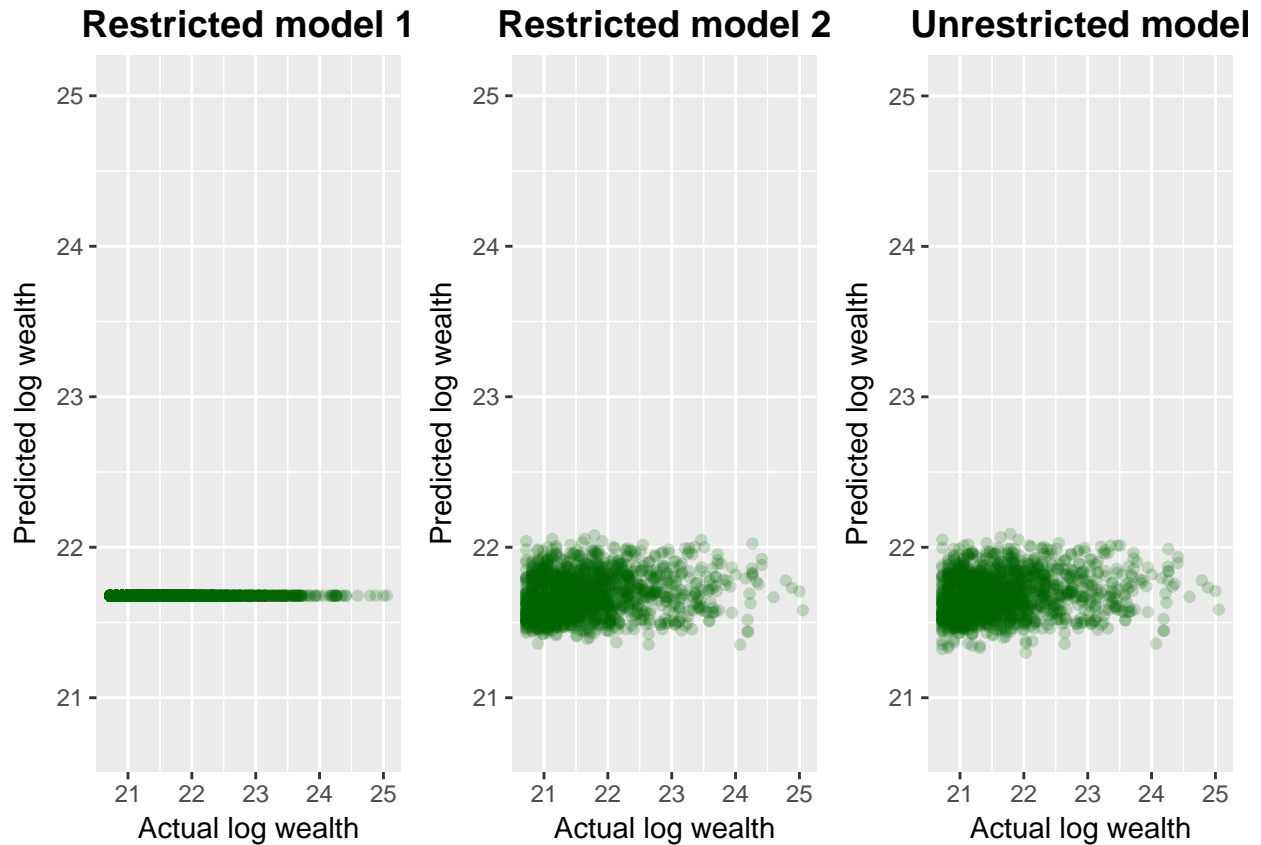 Restricted model 1
Restricted model 2
Unrestricted model
Predicted log wealth
25
24
23
22
21
21 22 23 24 25
Actual log wealth
Predicted log wealth
25
24
23
22
21
21 22 23 24 25
Actual log wealth
Predicted log wealth
25
24
23
22
21
21 22 23 24 25
Actual log wealth